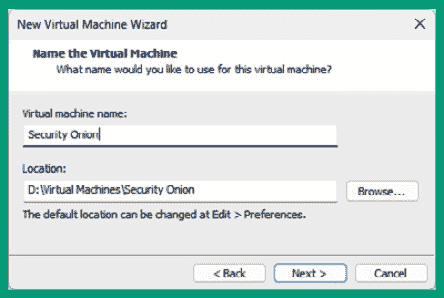 New Virtual Machine Wizard
Name the Virtual Machine
What name would you like to use for this virtual machine?
Virtual machine name:
Security Onion
Location:
D:\Virtual Machines\Security Onion
Browse...
The default location can be changed at Edit > Preferences.
< Back
Next >
Cancel